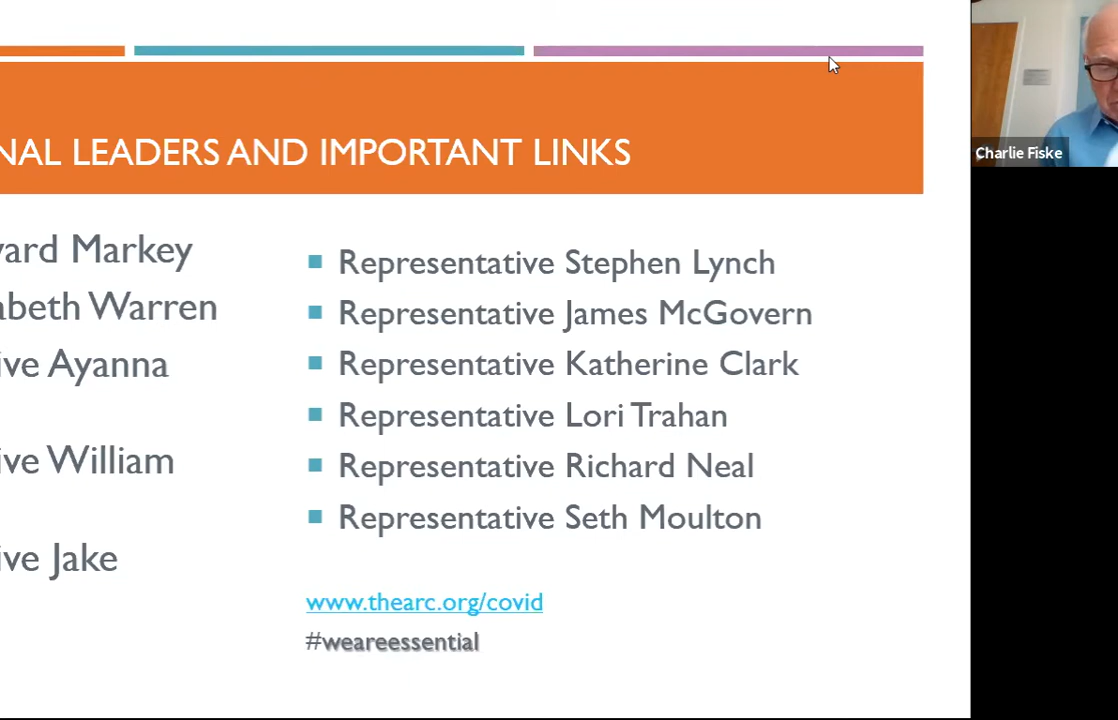 NAL LEADERS AND IMPORTANT LINKS
vard Markey
abeth Warren
ive Ayanna
ive William
ive Jake
Representative Stephen Lynch
Representative James McGovern
Representative Katherine Clark
Representative Lori Trahan
Representative Richard Neal
Representative Seth Moulton
www.thearc.org/covid
#weareessential
Charlie Fiske